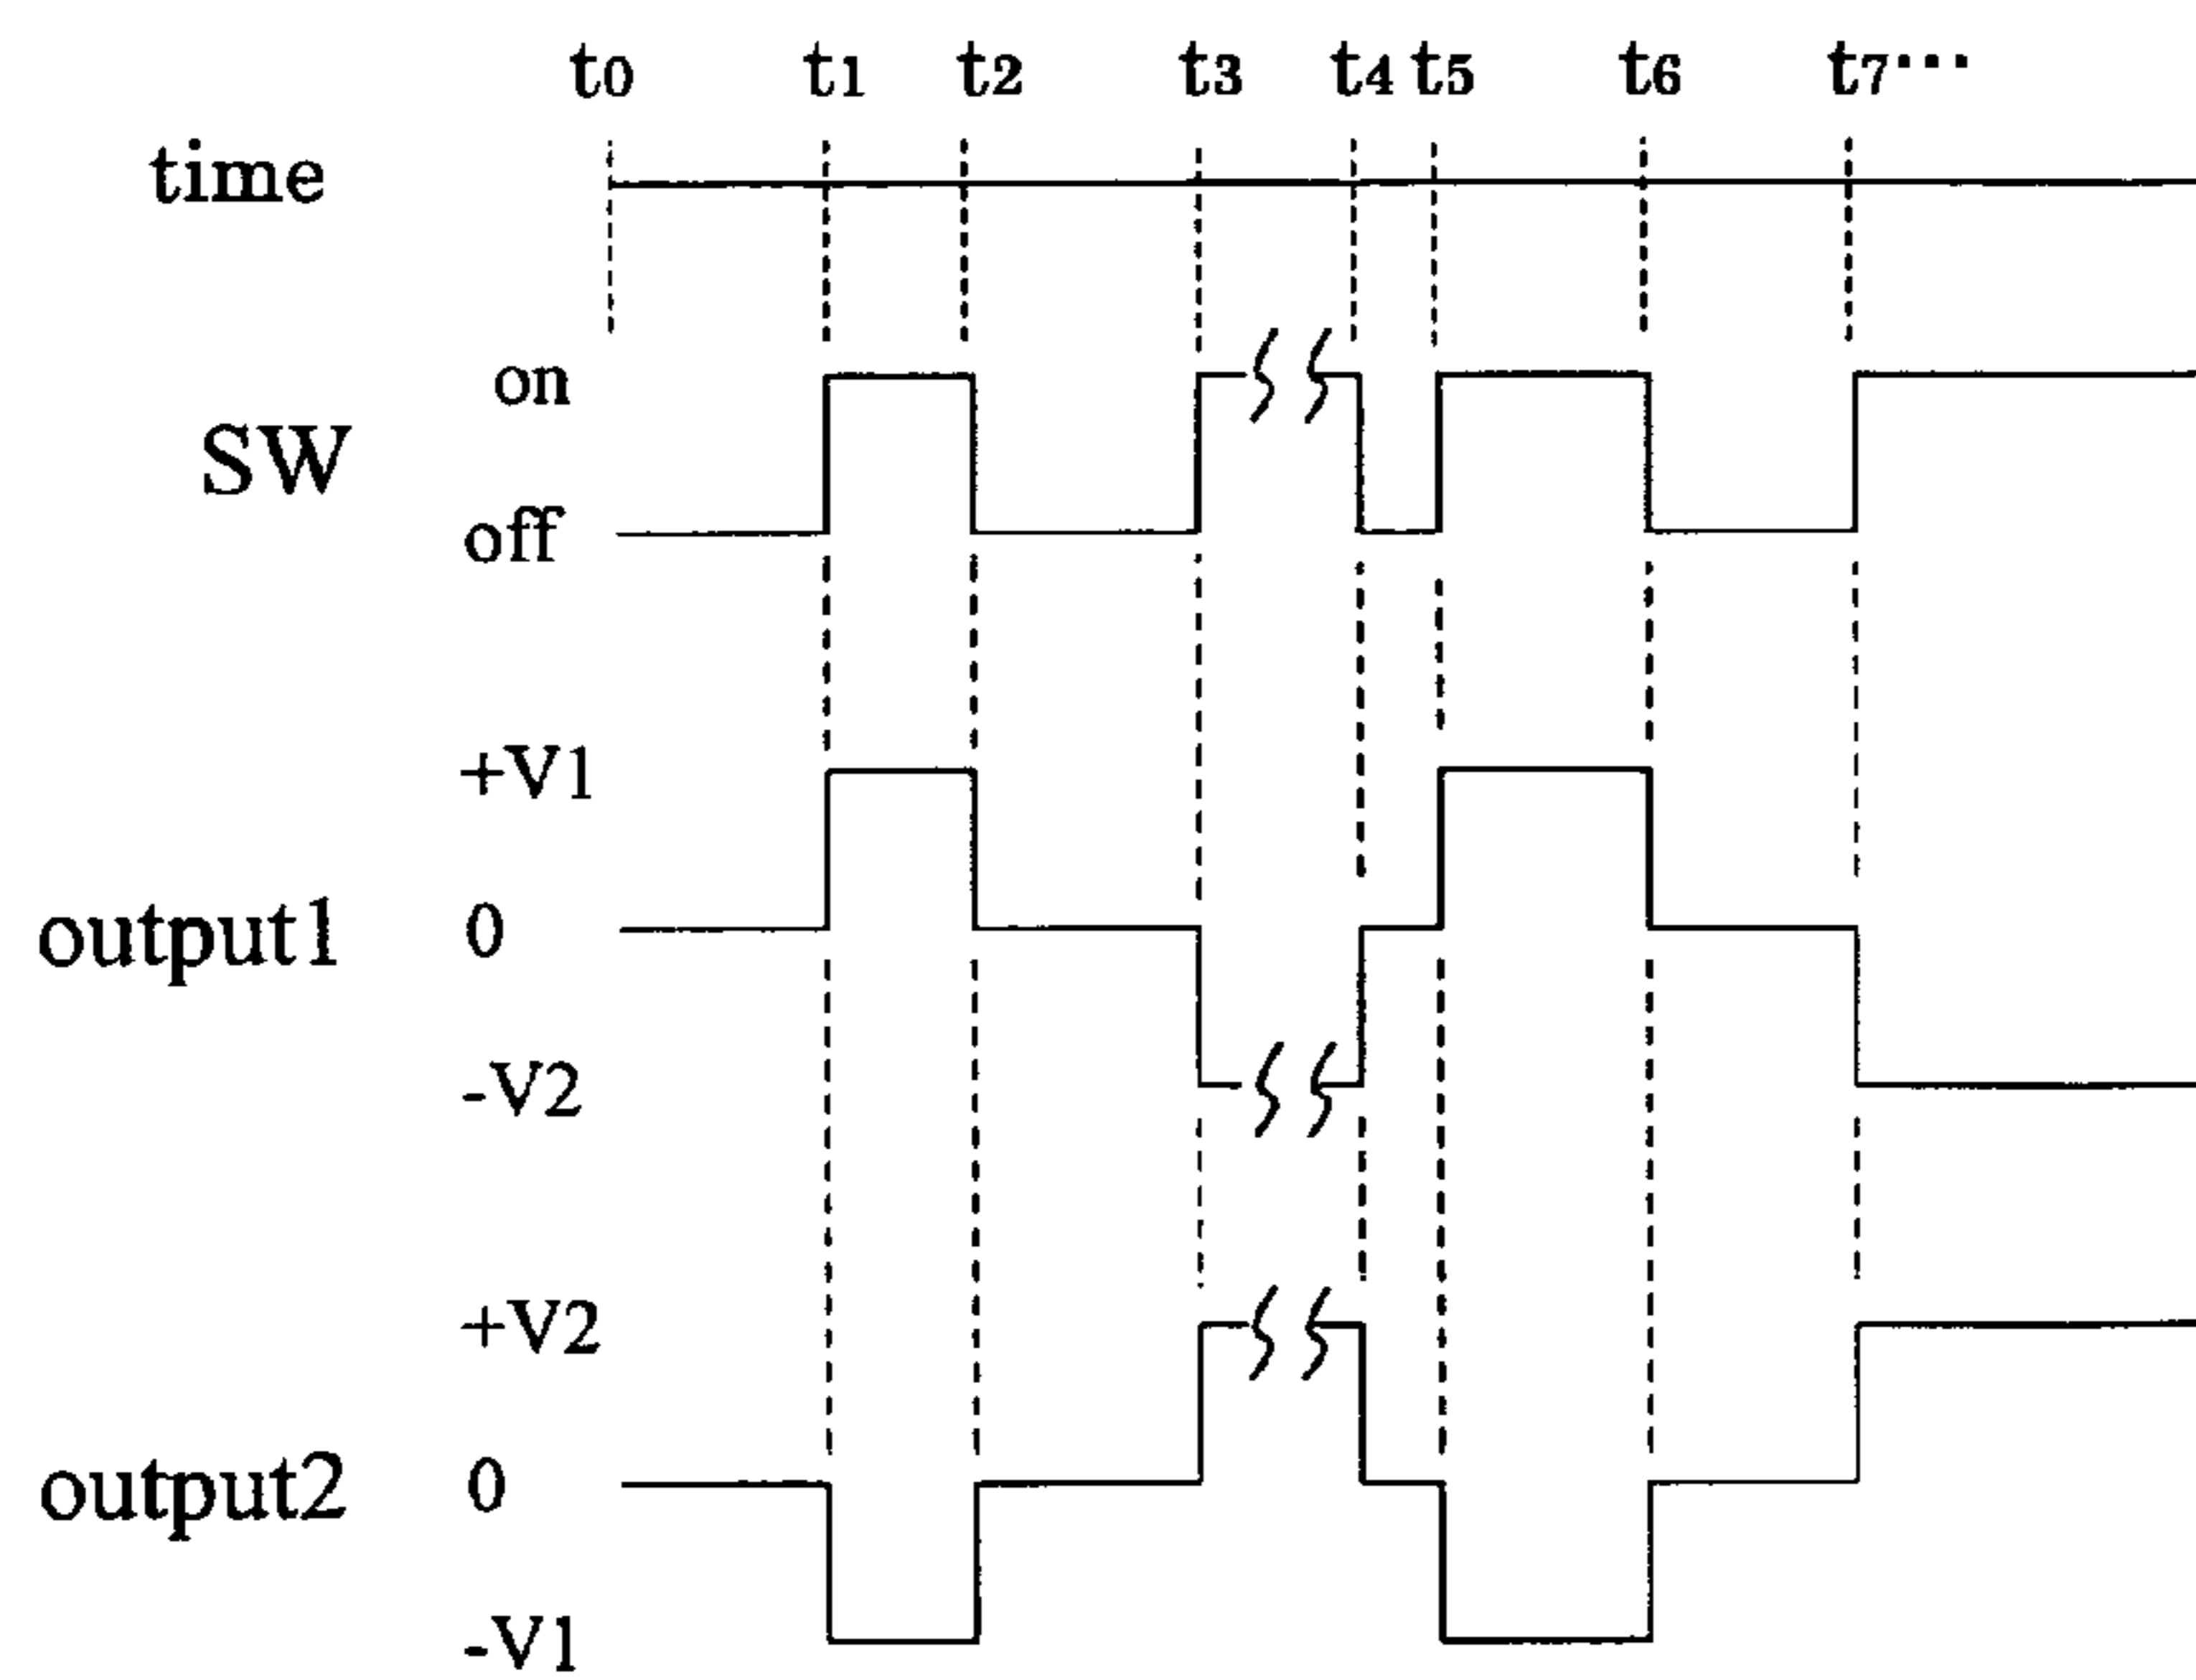 t0 t1 t2 t3 t4 t5 t6 t7···
time
on
SW
off
+V1
output1 0
-V2
+V2
output2 0
-V1